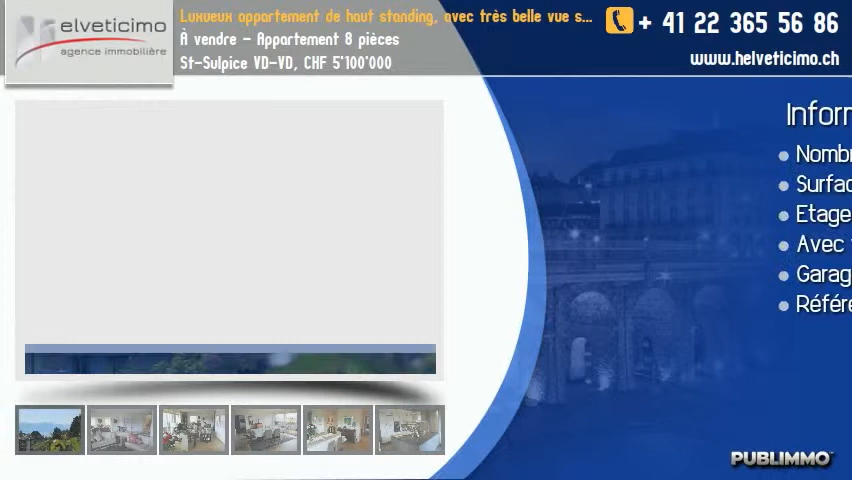 elveticimo
agence immobilière
Luxueux appartement de haut standing, avec très belle vue s...
À vendre - Appartement 8 pièces
St-Sulpice VD-VD, CHF 5'100'000
+ 41 22 365 56 86
www.helveticimo.ch
Inform
Nombr
Surfac
Etage
Avec
Garag
Référe
PUBLIMMO